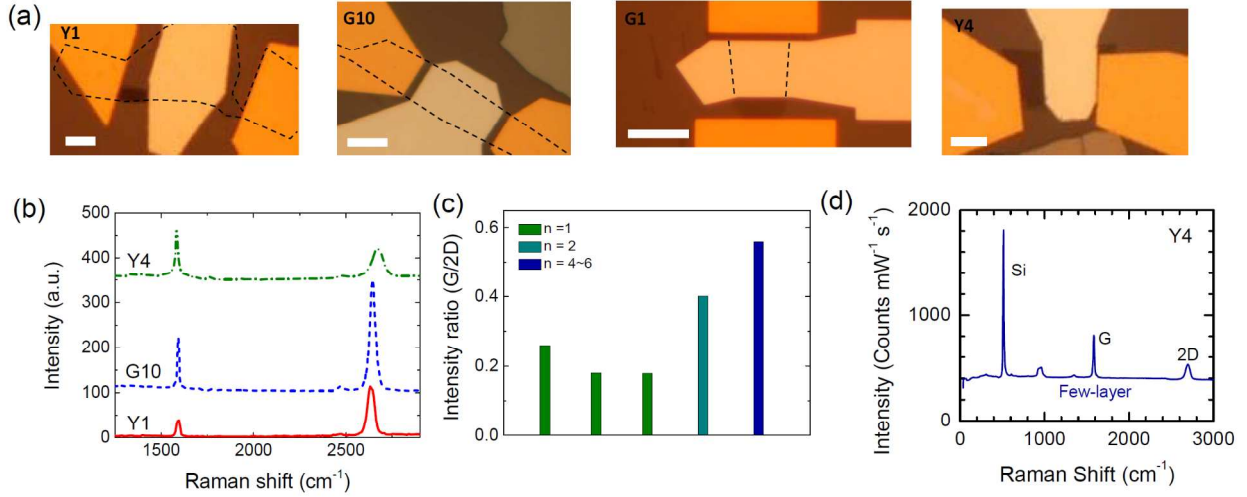 (a)
Y1
G10
G1
Y4
(b)
500
400
300
200
100
0
Intensity (a.u.)
Y4
G10
Y1
1500
2000
2500
Raman shift (cm⁻¹)
(c)
0.6
0.4
0.2
0.0
Intensity ratio (G/2D)
n =1
n = 2
n = 4~6
(d)
2000
1000
0
Intensity (Counts mW⁻¹ s⁻¹)
Y4
Si
G
2D
Few-layer
0
1000
2000
3000
Raman Shift (cm⁻¹)